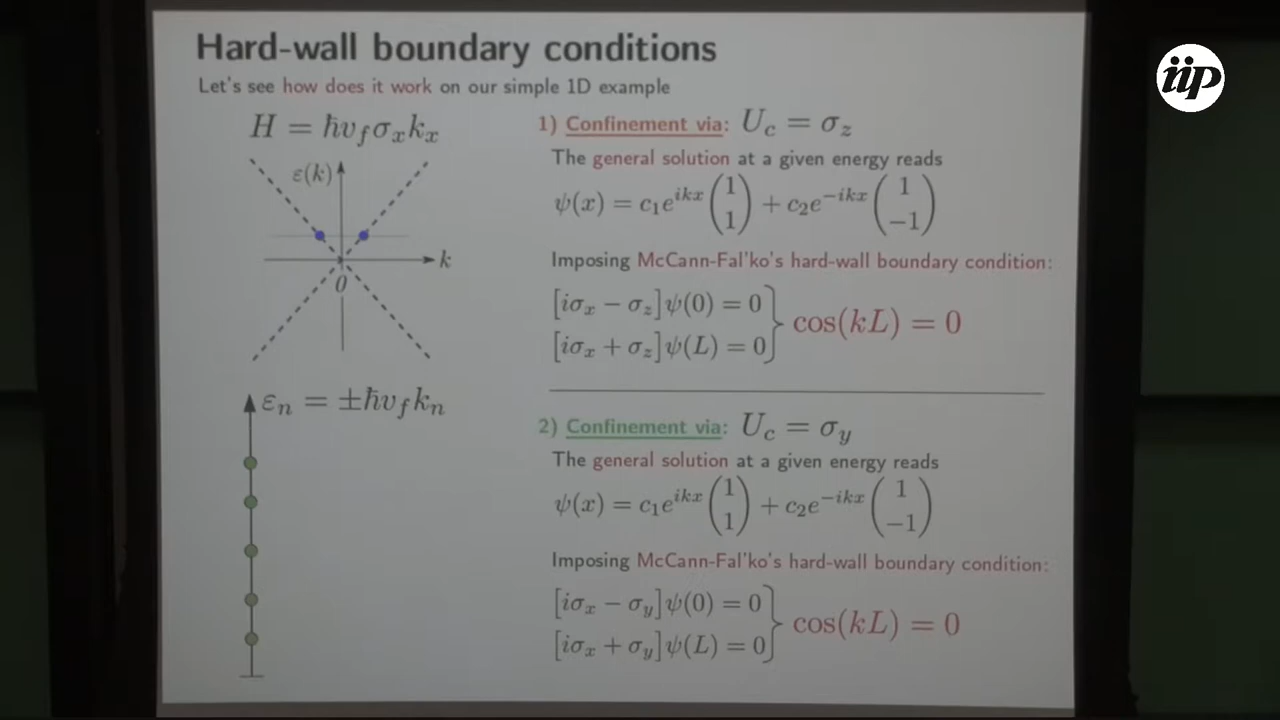 Hard-wall boundary conditions
Let's see how does it work on our simple 1D example
H = ħv_f σ_x k_x
ε(k)
k
0
ε_n = ±ħv_f k_n
1) Confinement via: U_c = σ_z
The general solution at a given energy reads
ψ(x) = c_1 e^{ikx} (1 1) + c_2 e^{-ikx} (1 -1)
Imposing McCann-Fal'ko's hard-wall boundary condition:
[iσ_x − σ_z]ψ(0) = 0
[iσ_x + σ_z]ψ(L) = 0} cos(kL) = 0
2) Confinement via: U_c = σ_y
The general solution at a given energy reads
ψ(x) = c_1 e^{ikx} (1 1) + c_2 e^{-ikx} (1 -1)
Imposing McCann-Fal'ko's hard-wall boundary condition:
[iσ_x − σ_y]ψ(0) = 0
[iσ_x + σ_y]ψ(L) = 0} cos(kL) = 0
iip